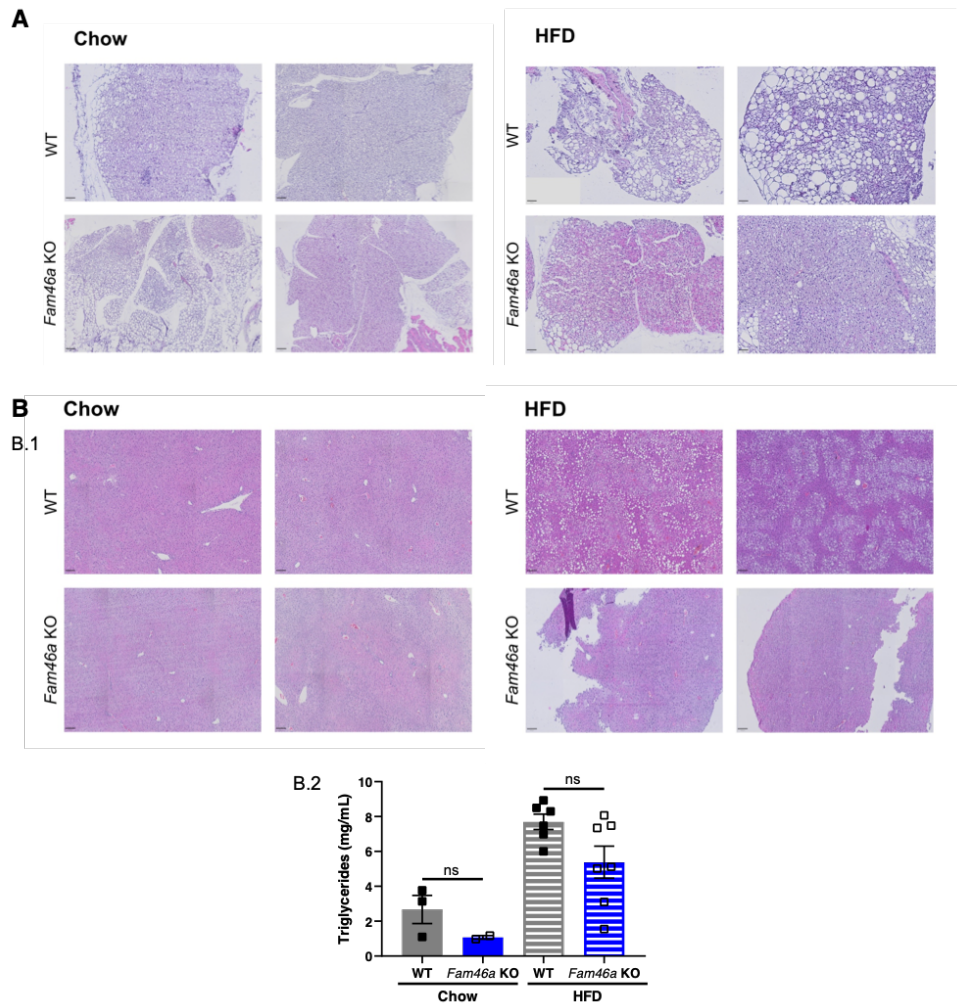 A
Chow
HFD
WT
WT
Fam46a KO
Fam46a KO
B
Chow
HFD
B.1
WT
WT
Fam46a KO
Fam46a KO
B.2
Triglycerides (mg/mL)
10
8
6
4
2
0
ns
ns
WT Fam46a KO WT Fam46a KO
Chow HFD